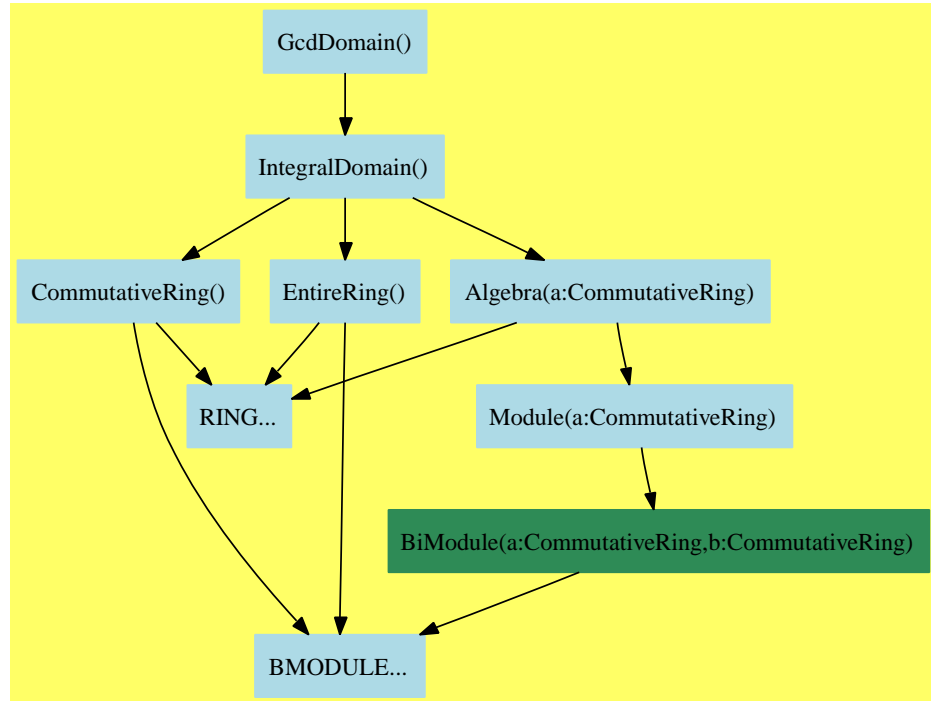 GcdDomain()
IntegralDomain()
CommutativeRing()
EntireRing()
Algebra(a:CommutativeRing)
RING...
Module(a:CommutativeRing)
BiModule(a:CommutativeRing,b:CommutativeRing)
BMODULE...